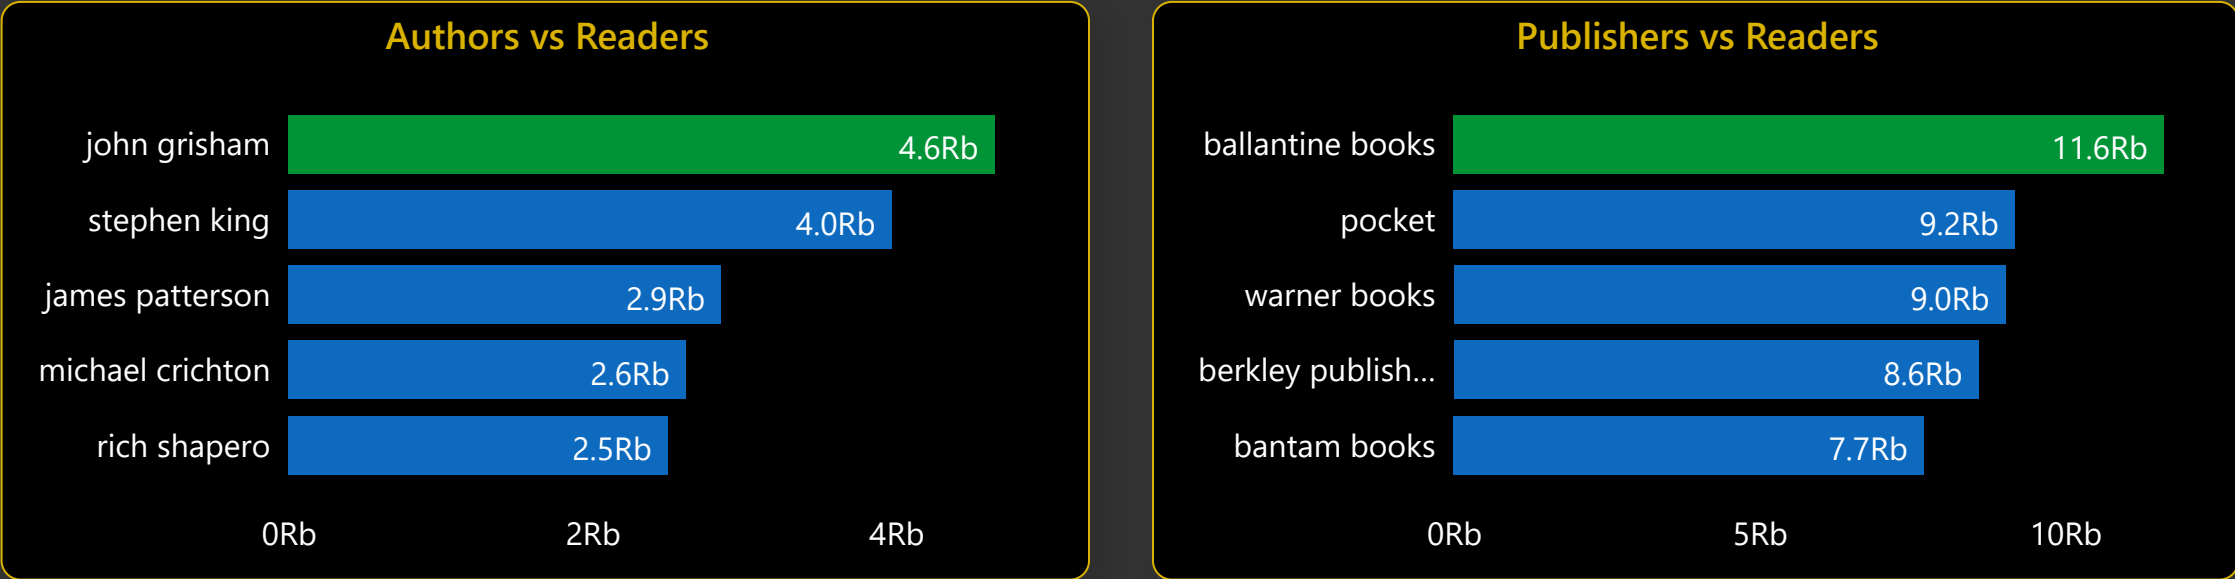 Authors vs Readers
john grisham 4.6Rb
stephen king 4.0Rb
james patterson 2.9Rb
michael crichton 2.6Rb
rich shapero 2.5Rb
0Rb 2Rb 4Rb
Publishers vs Readers
ballantine books 11.6Rb
pocket 9.2Rb
warner books 9.0Rb
berkley publish... 8.6Rb
bantam books 7.7Rb
0Rb 5Rb 10Rb